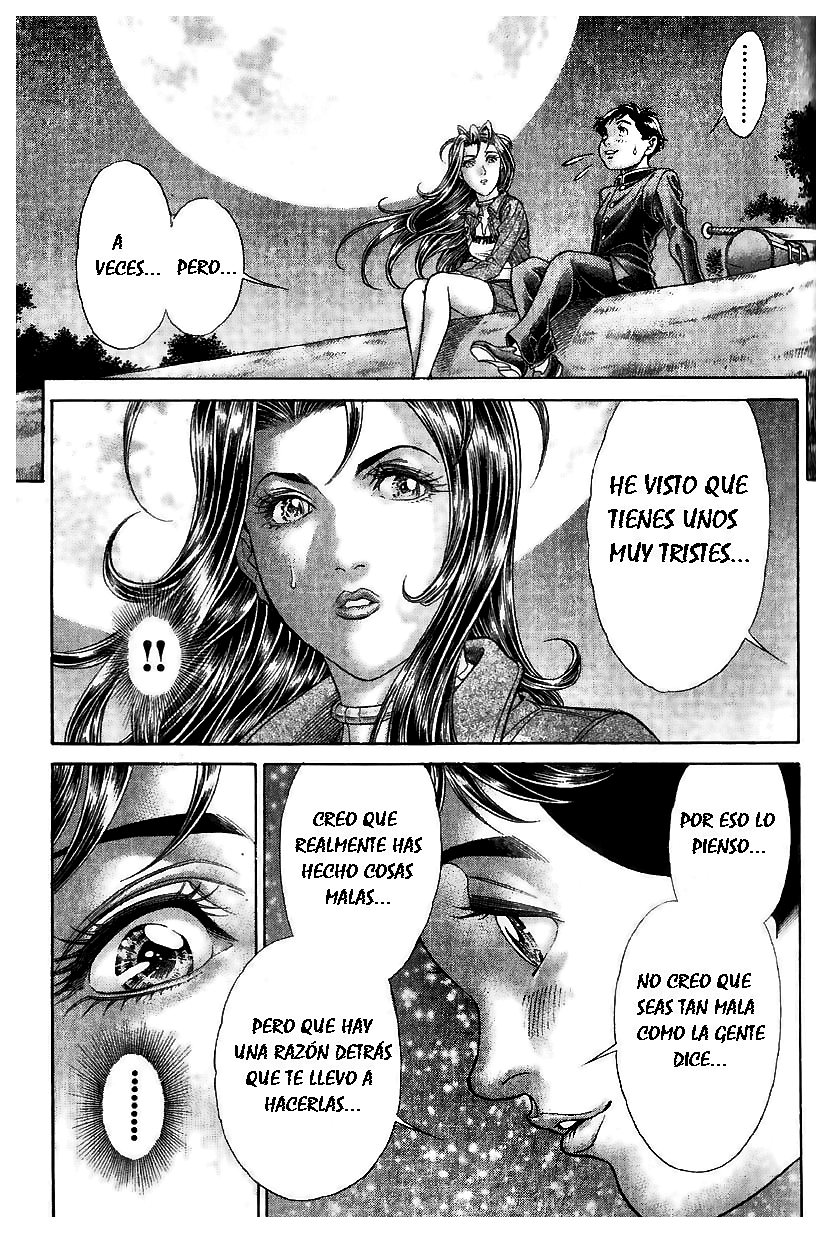 .........
A
VECES... PERO...
HE VISTO QUE
TIENES UNOS
MUY TRISTES...
!!
POR ESO LO
PIENSO...
NO CREO QUE
SEAS TAN MALA
COMO LA GENTE
DICE...
CREO QUE
REALMENTE HAS
HECHO COSAS
MALAS...
PERO QUE HAY
UNA RAZÓN DETRÁS
QUE TE LLEVO A
HACERLAS...
........